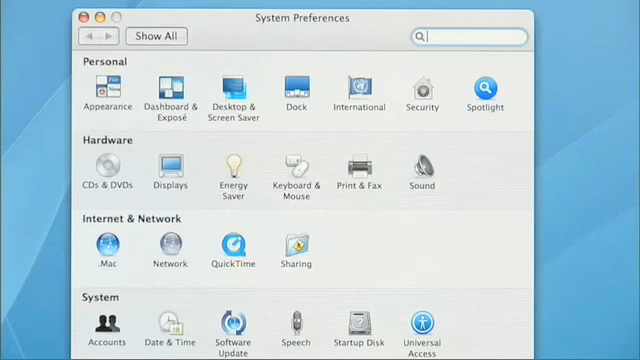 System Preferences
Show All
Personal
Appearance
Dashboard & Exposé
Desktop & Screen Saver
Dock
International
Security
Spotlight
Hardware
CDs & DVDs
Displays
Energy Saver
Keyboard & Mouse
Print & Fax
Sound
Internet & Network
.Mac
Network
QuickTime
Sharing
System
Accounts
Date & Time
Software Update
Speech
Startup Disk
Universal Access